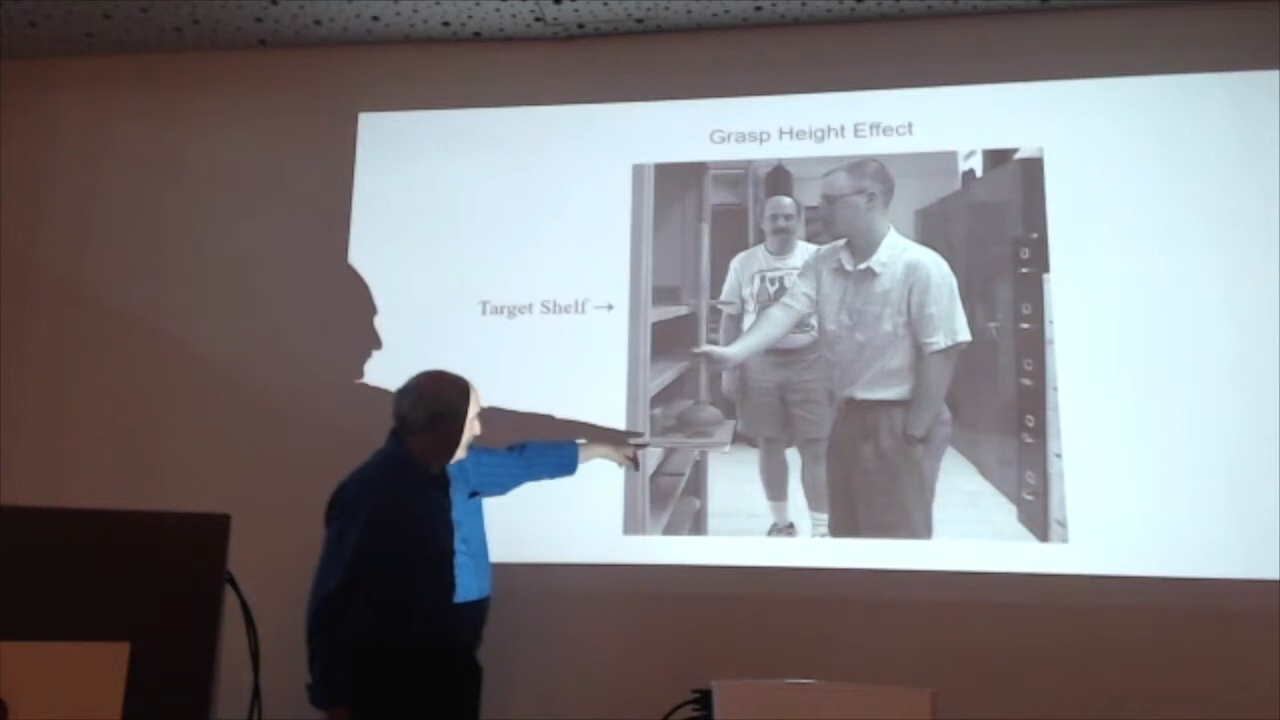 Grasp Height Effect
Target Shelf →